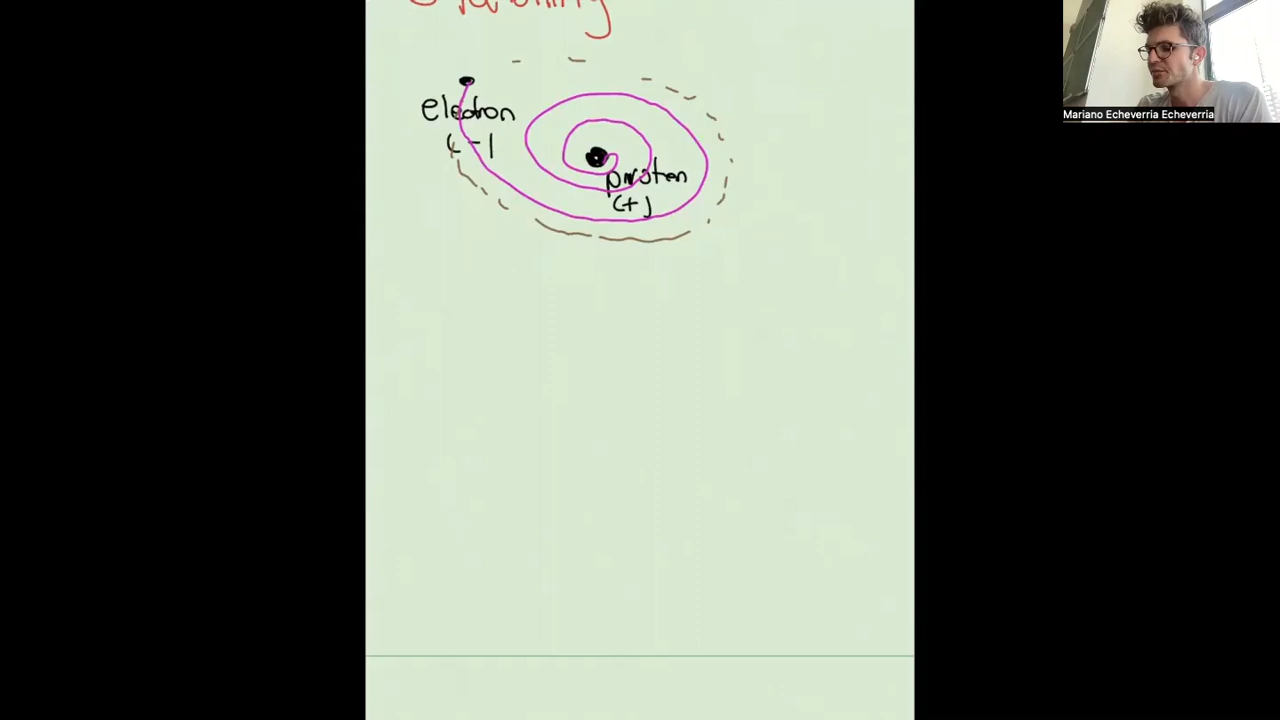 electron
(-)
proton
(+)
Mariano Echeverria Echeverria